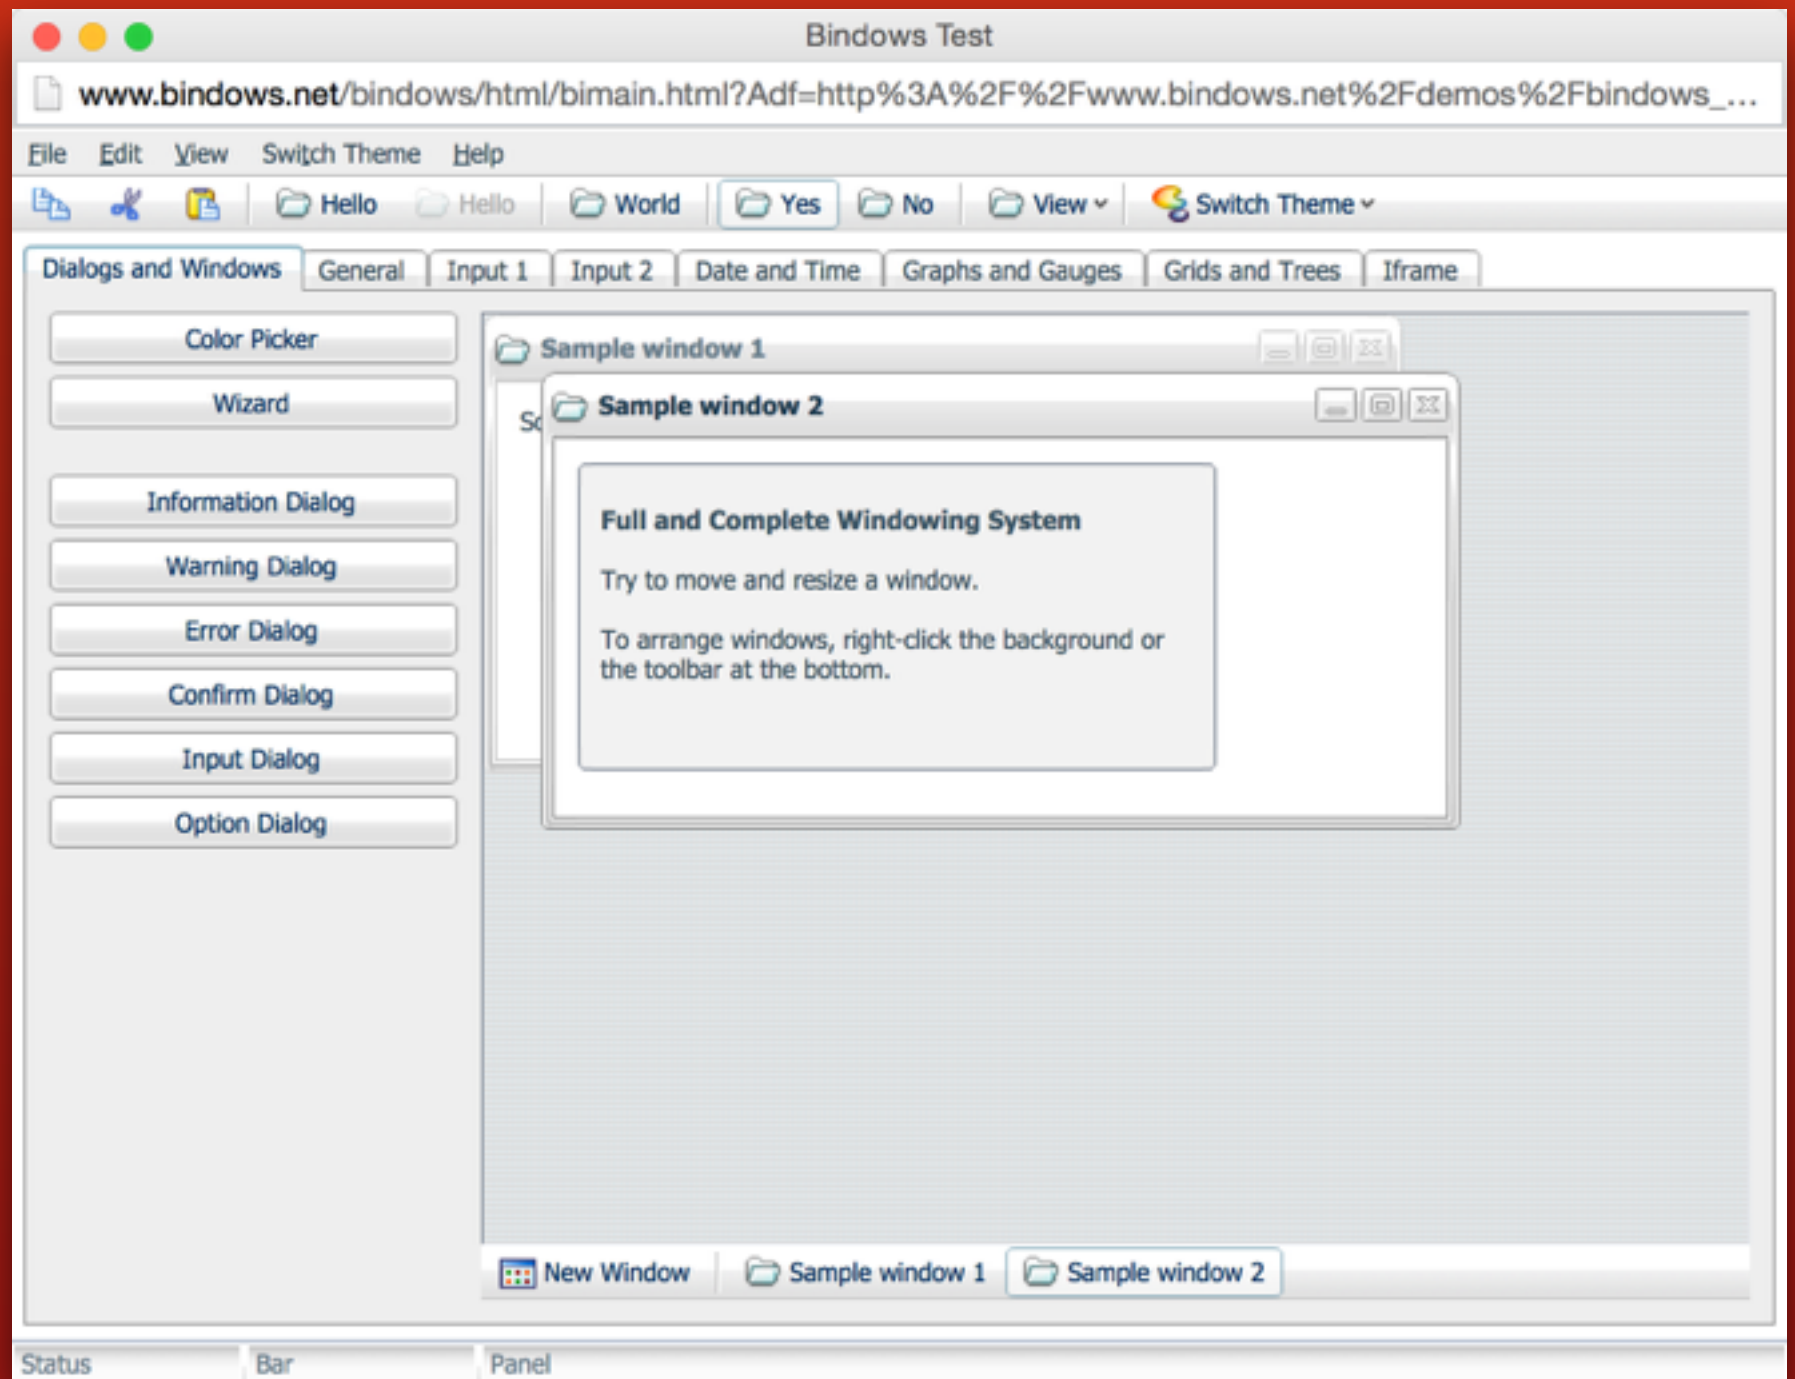 Bindows Test
www.bindows.net/bindows/html/bimain.html?Adf=http%3A%2F%2Fwww.bindows.net%2Fdemos%2Fbindows_...
File Edit View Switch Theme Help
Hello Hello World Yes No View Switch Theme
Dialogs and Windows General Input 1 Input 2 Date and Time Graphs and Gauges Grids and Trees Iframe
Color Picker
Wizard
Information Dialog
Warning Dialog
Error Dialog
Confirm Dialog
Input Dialog
Option Dialog
Sample window 1
Sample window 2
Full and Complete Windowing System
Try to move and resize a window.
To arrange windows, right-click the background or
the toolbar at the bottom.
New Window Sample window 1 Sample window 2
Status Bar Panel